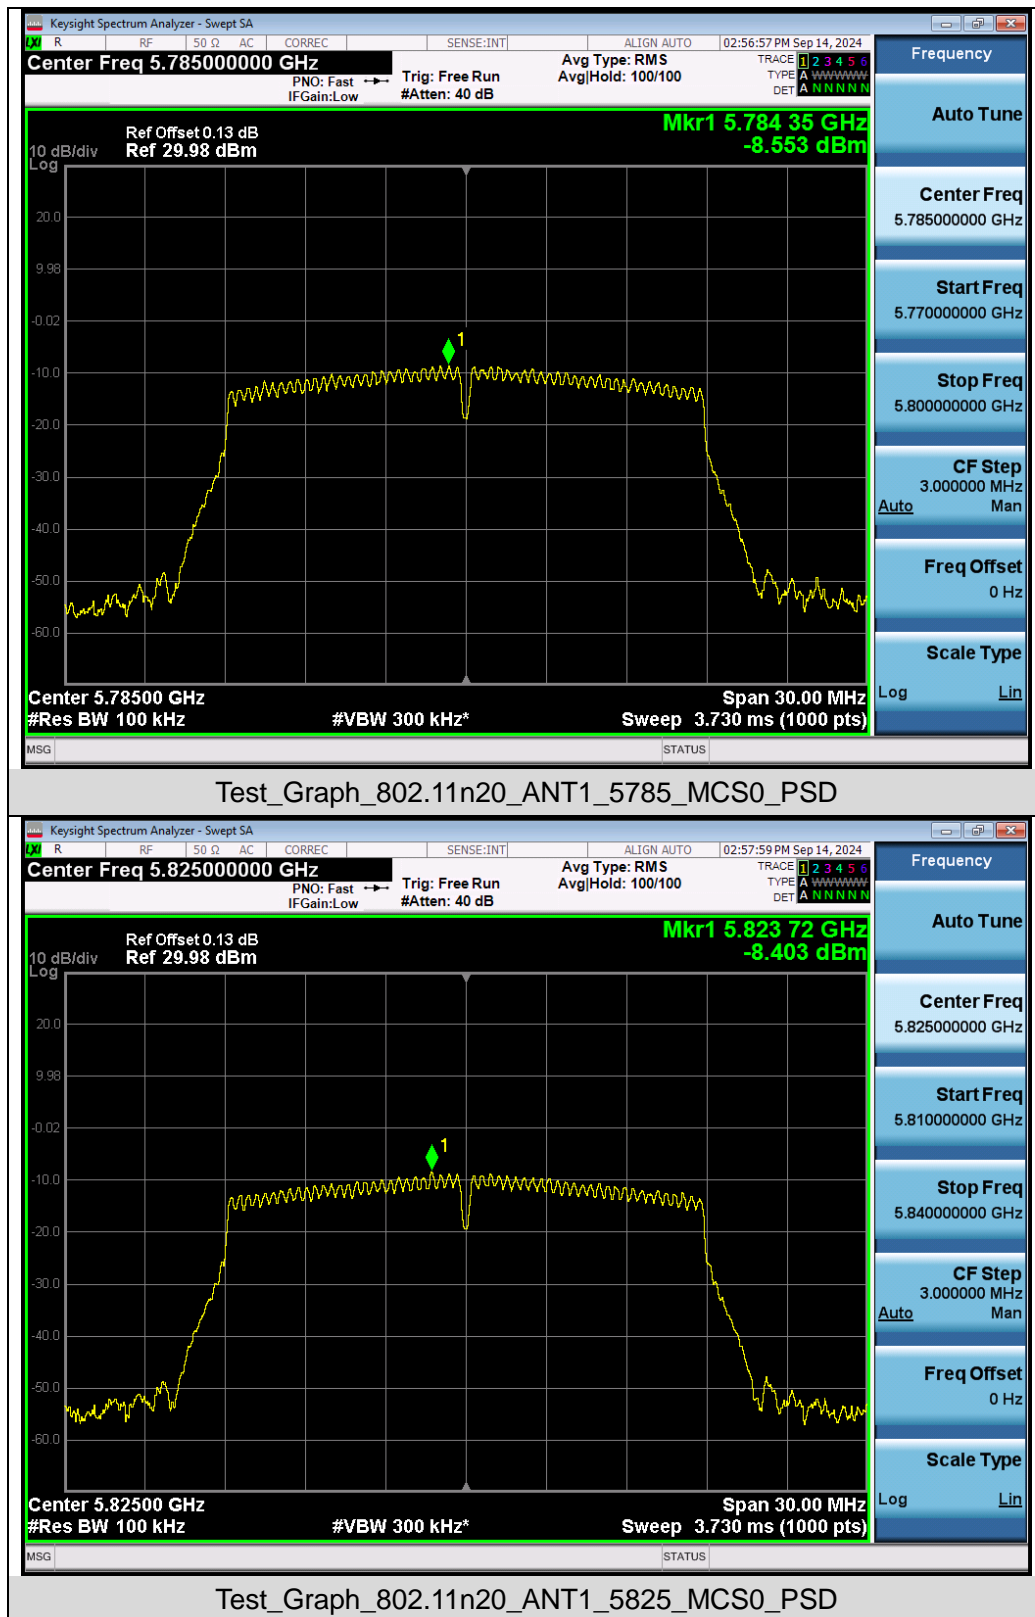 Keysight Spectrum Analyzer - Swept SA
LXI R RF 50 Ω AC CORREC SENSE:INT ALIGN AUTO 02:56:57 PM Sep 14, 2024
Center Freq 5.785000000 GHz
PNO: Fast
IFGain:Low
Trig: Free Run
#Atten: 40 dB
Avg Type: RMS
Avg|Hold: 100/100
TRACE 1 2 3 4 5 6
TYPE A WWWWW
DET A N N N N N
Ref Offset 0.13 dB
10 dB/div Ref 29.98 dBm
Log
Mkr1 5.784 35 GHz
-8.553 dBm
20.0
9.98
-0.02
1
-10.0
-20.0
-30.0
-40.0
-50.0
-60.0
Center 5.78500 GHz Span 30.00 MHz
#Res BW 100 kHz #VBW 300 kHz* Sweep 3.730 ms (1000 pts)
MSG STATUS
Frequency
Auto Tune
Center Freq
5.785000000 GHz
Start Freq
5.770000000 GHz
Stop Freq
5.800000000 GHz
CF Step
3.000000 MHz
Auto Man
Freq Offset
0 Hz
Scale Type
Log Lin
Test_Graph_802.11n20_ANT1_5785_MCS0_PSD
Keysight Spectrum Analyzer - Swept SA
LXI R RF 50 Ω AC CORREC SENSE:INT ALIGN AUTO 02:57:59 PM Sep 14, 2024
Center Freq 5.825000000 GHz
PNO: Fast
IFGain:Low
Trig: Free Run
#Atten: 40 dB
Avg Type: RMS
Avg|Hold: 100/100
TRACE 1 2 3 4 5 6
TYPE A WWWWW
DET A N N N N N
Ref Offset 0.13 dB
10 dB/div Ref 29.98 dBm
Log
Mkr1 5.823 72 GHz
-8.403 dBm
20.0
9.98
-0.02
1
-10.0
-20.0
-30.0
-40.0
-50.0
-60.0
Center 5.82500 GHz Span 30.00 MHz
#Res BW 100 kHz #VBW 300 kHz* Sweep 3.730 ms (1000 pts)
MSG STATUS
Frequency
Auto Tune
Center Freq
5.825000000 GHz
Start Freq
5.810000000 GHz
Stop Freq
5.840000000 GHz
CF Step
3.000000 MHz
Auto Man
Freq Offset
0 Hz
Scale Type
Log Lin
Test_Graph_802.11n20_ANT1_5825_MCS0_PSD